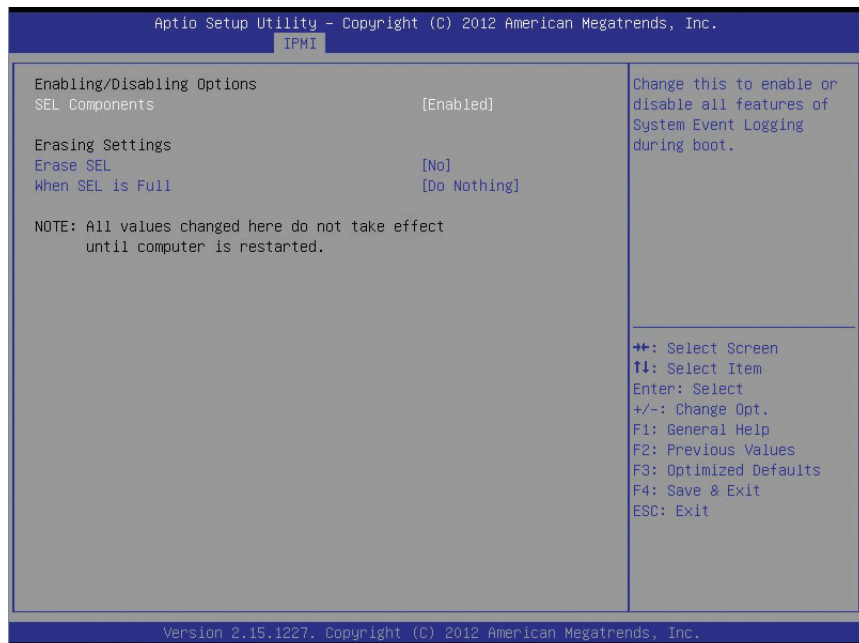 Aptio Setup Utility – Copyright (C) 2012 American Megatrends, Inc.
IPMI
Enabling/Disabling Options
SEL Components [Enabled]
Erasing Settings
Erase SEL [No]
When SEL is Full [Do Nothing]
NOTE: All values changed here do not take effect
until computer is restarted.
Change this to enable or
disable all features of
System Event Logging
during boot.
→←: Select Screen
↑↓: Select Item
Enter: Select
+/-: Change Opt.
F1: General Help
F2: Previous Values
F3: Optimized Defaults
F4: Save & Exit
ESC: Exit
Version 2.15.1227. Copyright (C) 2012 American Megatrends, Inc.